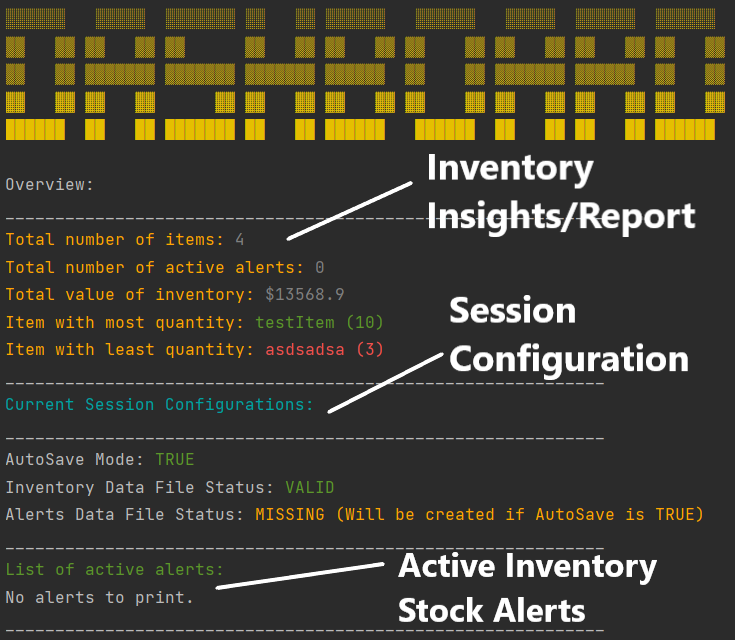 DASHBOARD
Overview:
Inventory
Insights/Report
Total number of items: 4
Total number of active alerts: 0
Total value of inventory: $13568.9
Item with most quantity: testItem (10)
Item with least quantity: asdsadsa (3)
Session
Configuration
Current Session Configurations:
AutoSave Mode: TRUE
Inventory Data File Status: VALID
Alerts Data File Status: MISSING (Will be created if AutoSave is TRUE)
List of active alerts:
No alerts to print.
Active Inventory
Stock Alerts